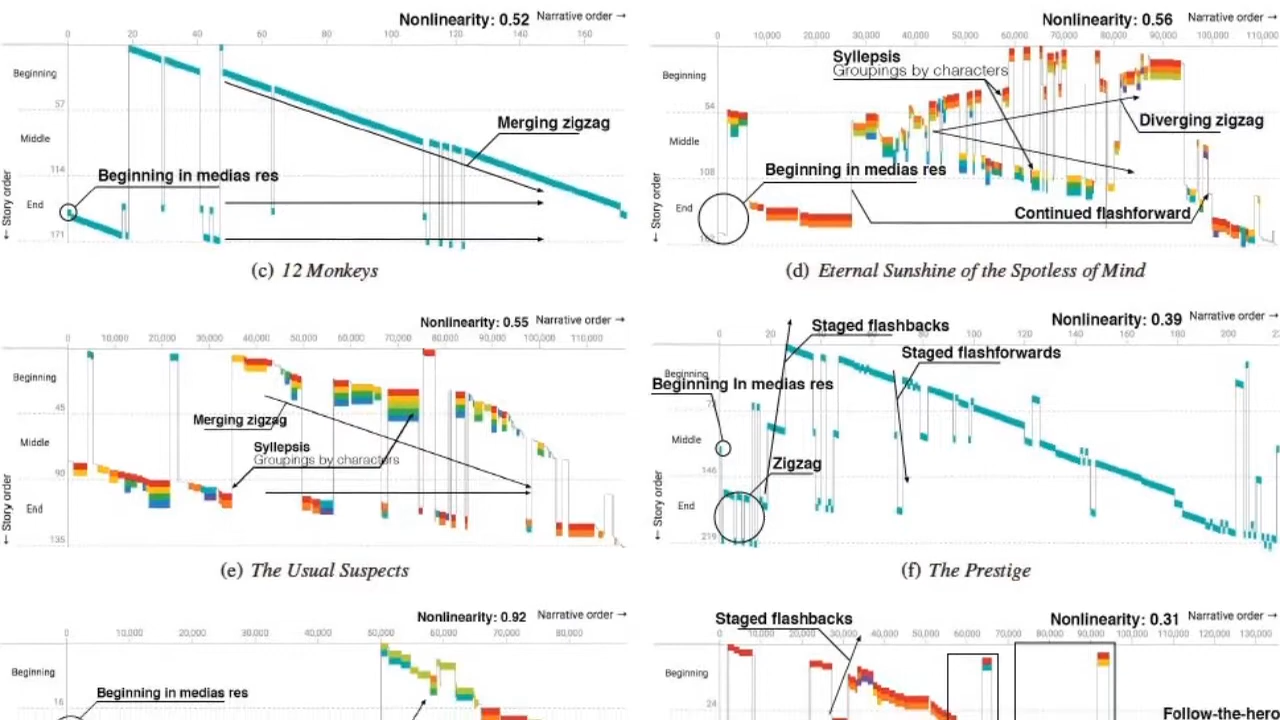 Nonlinearity: 0.52 Narrative order →
0 20 40 60 80 100 120 140 160
Beginning
57
Middle
Merging zigzag
114
Beginning in medias res
End
171
← Story order
(c) 12 Monkeys
Nonlinearity: 0.56 Narrative order →
0 10,000 20,000 30,000 40,000 50,000 60,000 70,000 80,000 90,000 100,000 110,000
Syllepsis
Groupings by characters
Beginning
54
Diverging zigzag
Middle
Beginning in medias res
108
End
Continued flashforward
← Story order
(d) Eternal Sunshine of the Spotless of Mind
Nonlinearity: 0.55 Narrative order →
0 10,000 20,000 30,000 40,000 50,000 60,000 70,000 80,000 90,000 100,000 110,000
Beginning
45
Merging zigzag
Middle
Syllepsis
Groupings by characters
90
End
135
← Story order
(e) The Usual Suspects
Nonlinearity: 0.39 Narrative order →
0 20 80 100 120 140 160 180 200
Staged flashbacks
Staged flashforwards
Beginning
Beginning In medias res
Middle
Zigzag
146
End
219
← Story order
(f) The Prestige
Nonlinearity: 0.92 Narrative order →
0 10,000 20,000 30,000 40,000 50,000 60,000 70,000 80,000
Beginning
Beginning in medias res
16
Staged flashbacks
Nonlinearity: 0.31 Narrative order →
0 10,000 20,000 30,000 40,000 50,000 60,000 70,000 80,000 90,000 100,000 110,000 120,000 130,000
Beginning
24
Follow-the-hero